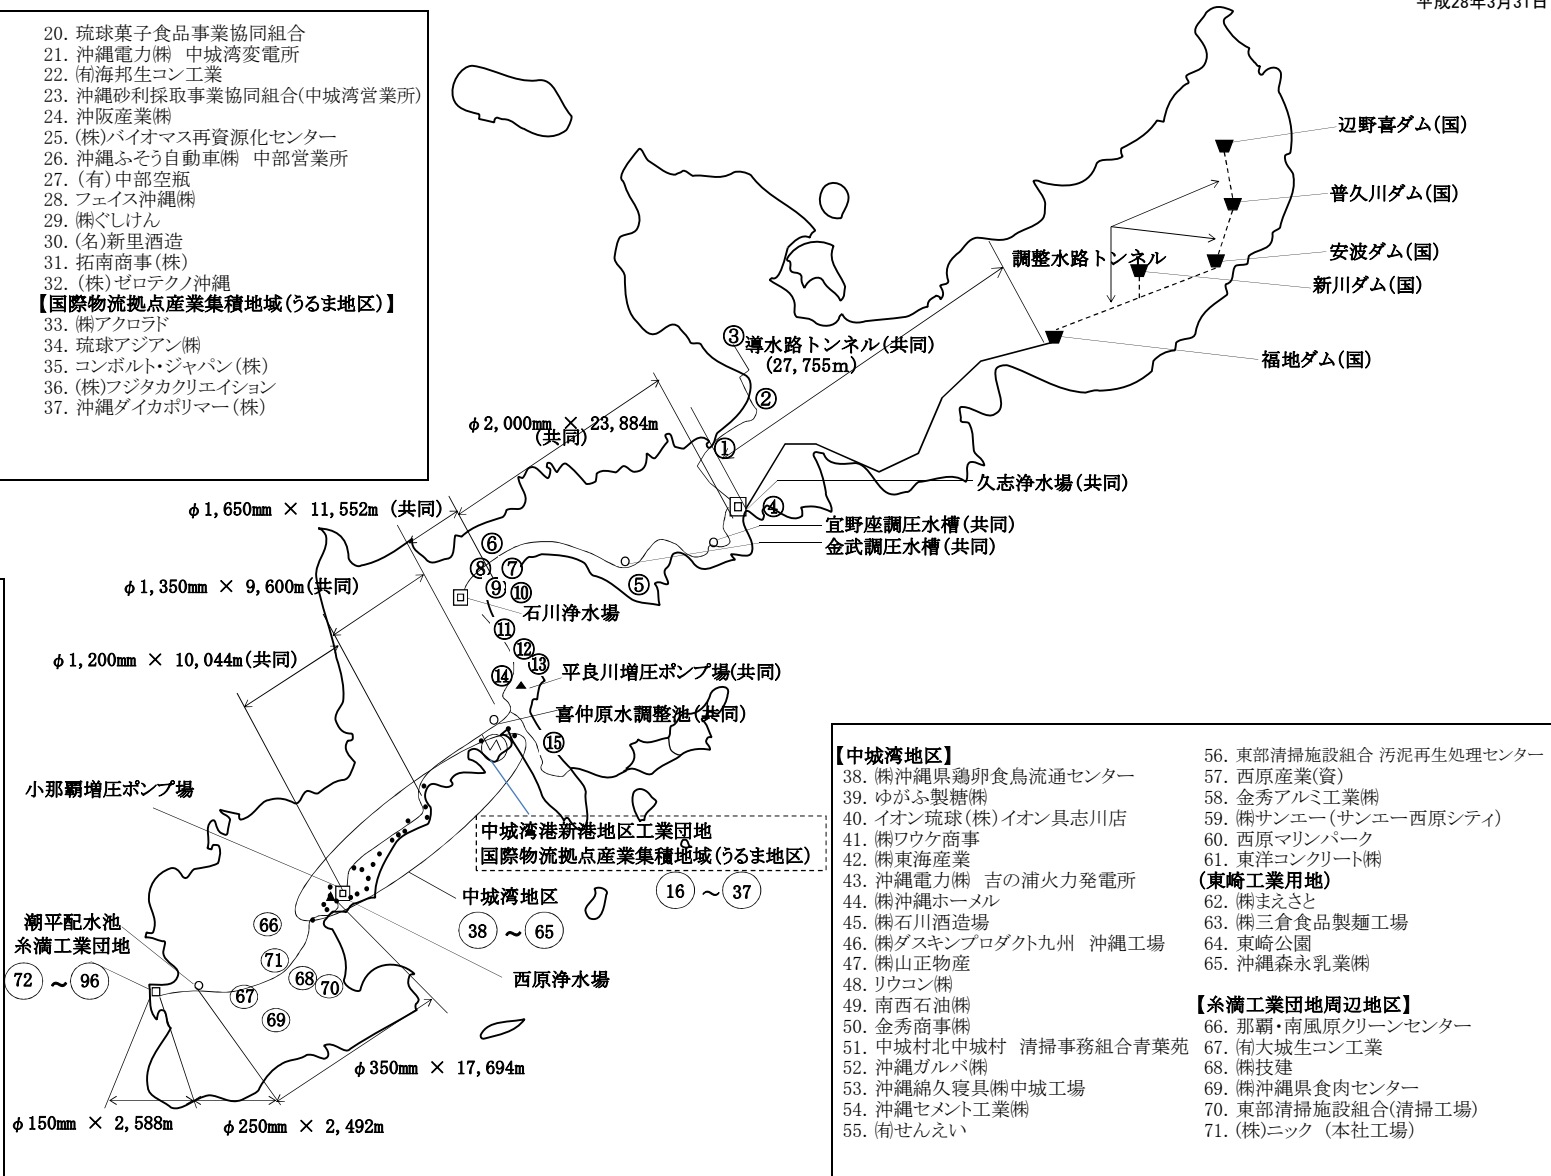 平成28年3月31日
20. 琉球菓子食品事業協同組合
21. 沖縄電力㈱ 中城湾変電所
22. ㈲海邦生コン工業
23. 沖縄砂利採取事業協同組合(中城湾営業所)
24. 沖阪産業㈱
25. (株)バイオマス再資源化センター
26. 沖縄ふそう自動車㈱ 中部営業所
27. (有)中部空瓶
28. フェイス沖縄㈱
29. ㈱ぐしけん
30. (名)新里酒造
31. 拓南商事(株)
32. (株)ゼロテクノ沖縄
【国際物流拠点産業集積地域(うるま地区)】
33. ㈱アクロラド
34. 琉球アジアン㈱
35. コンボルト・ジャパン(株)
36. (株)フジタカクリエイション
37. 沖縄ダイカポリマー(株)
辺野喜ダム(国)
普久川ダム(国)
安波ダム(国)
新川ダム(国)
福地ダム(国)
調整水路トンネル
導水路トンネル(共同)
(27,755m)
③
②
①
④
φ2,000mm × 23,884m
(共同)
φ1,650mm × 11,552m (共同)
φ1,350mm × 9,600m(共同)
φ1,200mm × 10,044m(共同)
久志浄水場(共同)
宜野座調圧水槽(共同)
金武調圧水槽(共同)
⑤
⑥
⑧
⑦
⑨
⑩
石川浄水場
⑪
⑫
⑬
⑭
平良川増圧ポンプ場(共同)
喜仲原水調整池(共同)
⑮
小那覇増圧ポンプ場
中城湾港新港地区工業団地
国際物流拠点産業集積地域(うるま地区)
16 ～ 37
中城湾地区
38 ～ 65
西原浄水場
潮平配水池
糸満工業団地
72 ～ 96
66
71
68
70
67
69
φ350mm × 17,694m
φ150mm × 2,588m
φ250mm × 2,492m
【中城湾地区】
38. ㈱沖縄県鶏卵食鳥流通センター
39. ゆがふ製糖㈱
40. イオン琉球(株)イオン具志川店
41. ㈱ワウケ商事
42. ㈱東海産業
43. 沖縄電力㈱ 吉の浦火力発電所
44. ㈱沖縄ホーメル
45. ㈱石川酒造場
46. ㈱ダスキンプロダクト九州 沖縄工場
47. ㈱山正物産
48. リウコン㈱
49. 南西石油㈱
50. 金秀商事㈱
51. 中城村北中城村 清掃事務組合青葉苑
52. 沖縄ガルバ㈱
53. 沖縄綿久寝具㈱中城工場
54. 沖縄セメント工業㈱
55. ㈲せんえい
56. 東部清掃施設組合 汚泥再生処理センター
57. 西原産業(資)
58. 金秀アルミ工業㈱
59. ㈱サンエー(サンエー西原シティ)
60. 西原マリンパーク
61. 東洋コンクリート㈱
(東崎工業用地)
62. ㈱まえさと
63. ㈱三倉食品製麺工場
64. 東崎公園
65. 沖縄森永乳業㈱
【糸満工業団地周辺地区】
66. 那覇・南風原クリーンセンター
67. ㈲大城生コン工業
68. ㈱技建
69. ㈱沖縄県食肉センター
70. 東部清掃施設組合(清掃工場)
71. (株)ニック (本社工場)